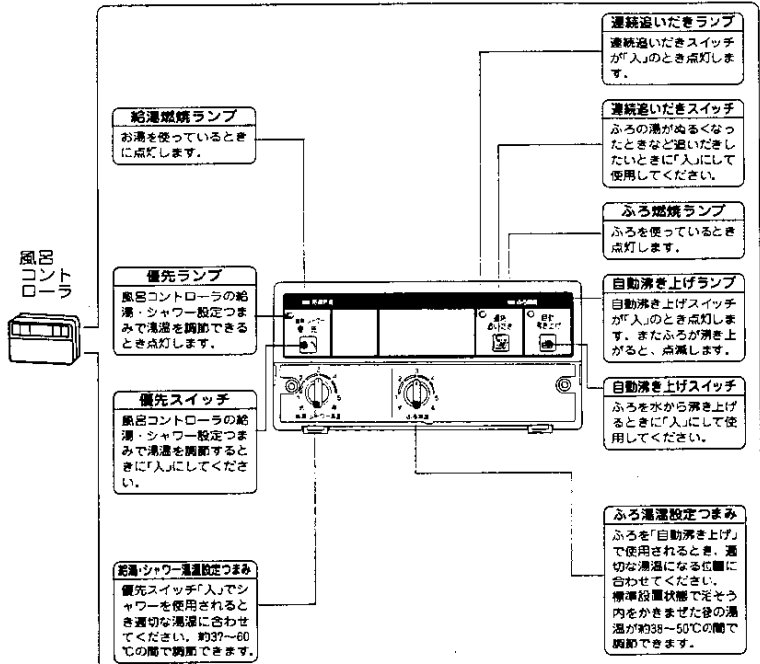 連続追いだきランプ
連続追いだきスイッチ
が「入」のとき点灯しま
す。
給湯燃焼ランプ
お湯を使っているとき
に点灯します。
連続追いだきスイッチ
ふろの湯がぬるくなっ
たときなど追いだきし
たいときに「入」にして
使用してください。
ふろ燃焼ランプ
ふろを使っているとき
点灯します。
風呂
コント
ローラ
優先ランプ
風呂コントローラの給
湯・シャワー設定つま
みで湯温を調節できる
とき点灯します。
自動沸き上げランプ
自動沸き上げスイッチ
が「入」のとき点灯しま
す。またふろが沸き上
がると、点滅します。
優先
連続
追いだき
自動
沸き上げ
優先スイッチ
風呂コントローラの給
湯・シャワー設定つま
みで湯温を調節すると
きに「入」にしてくださ
い。
自動沸き上げスイッチ
ふろを水から沸き上げ
るときに「入」にして使
用してください。
給湯・シャワー湯温設定つまみ
優先スイッチ「入」でシ
ャワーを使用されると
き適切な湯温に合わせ
てください。約37〜60
℃の間で調節できます。
ふろ湯温設定つまみ
ふろを「自動沸き上げ」
で使用されるとき、適
切な湯温になる位置に
合わせてください。
標準設置状態で浴そう
内をかきまぜた後の湯
温が約38〜50℃の間で
調節できます。